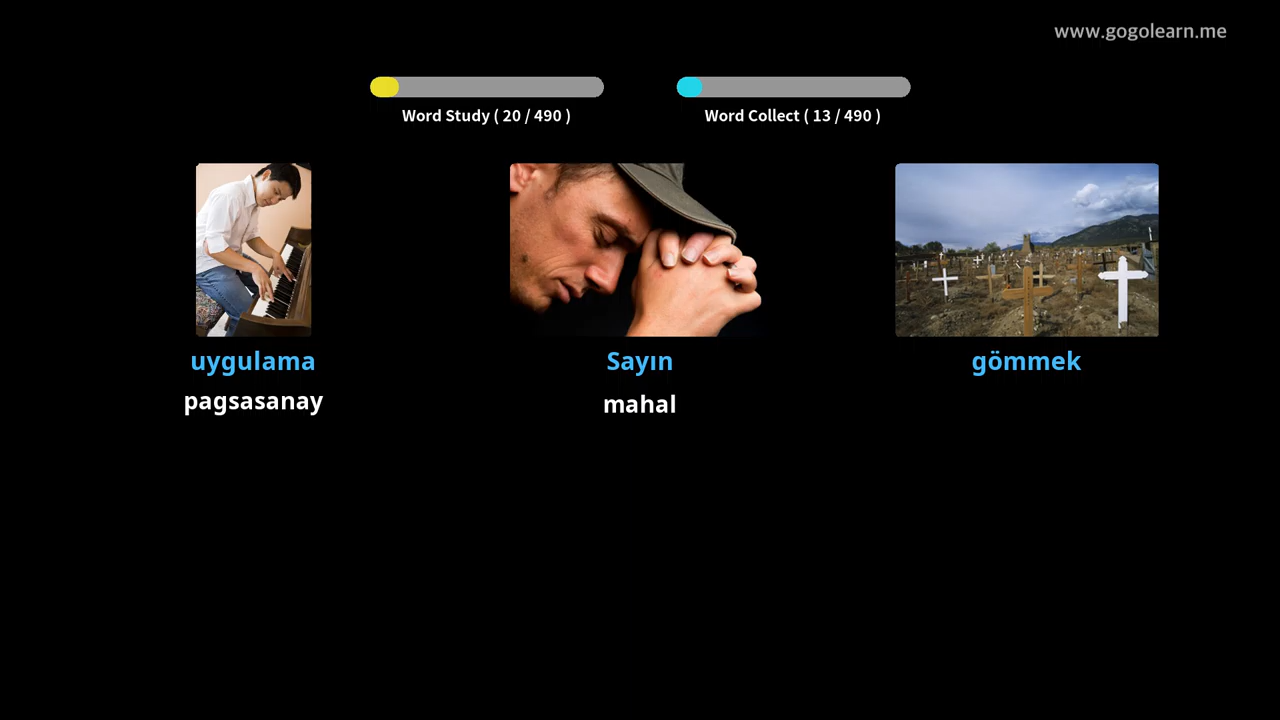 www.gogolearn.me
Word Study ( 20 / 490 )
Word Collect ( 13 / 490 )
uygulama
Sayın
gömmek
pagsasanay
mahal